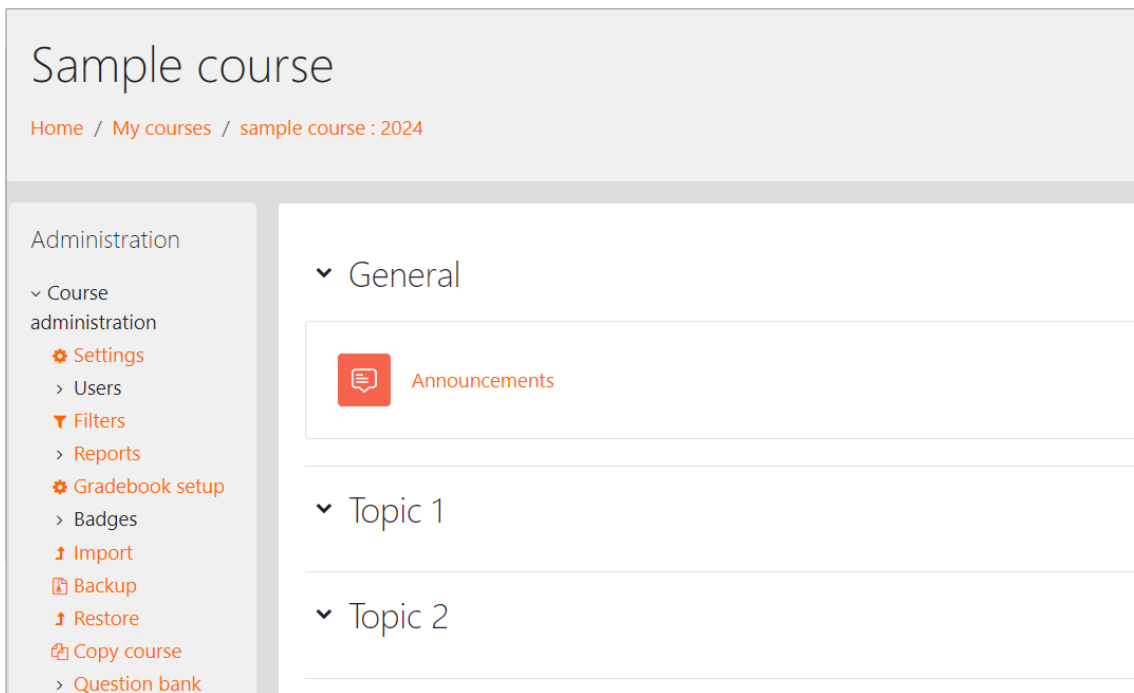 Sample course
Home / My courses / sample course : 2024
Administration
Course
administration
Settings
Users
Filters
Reports
Gradebook setup
Badges
Import
Backup
Restore
Copy course
Question bank
General
Announcements
Topic 1
Topic 2